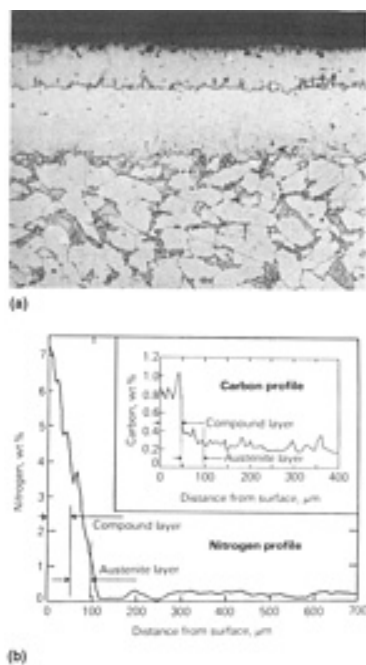 (a)
7
6
5
4
3
2
1
0
Nitrogen, wt %
1.2
1.0
0.8
0.6
0.4
0.2
0
Carbon, wt %
Carbon profile
Compound layer
Austenite layer
0 100 200 300 400
Distance from surface, μm
Compound layer
Austenite layer
Nitrogen profile
0 100 200 300 400 500 600 700
Distance from surface, μm
(b)